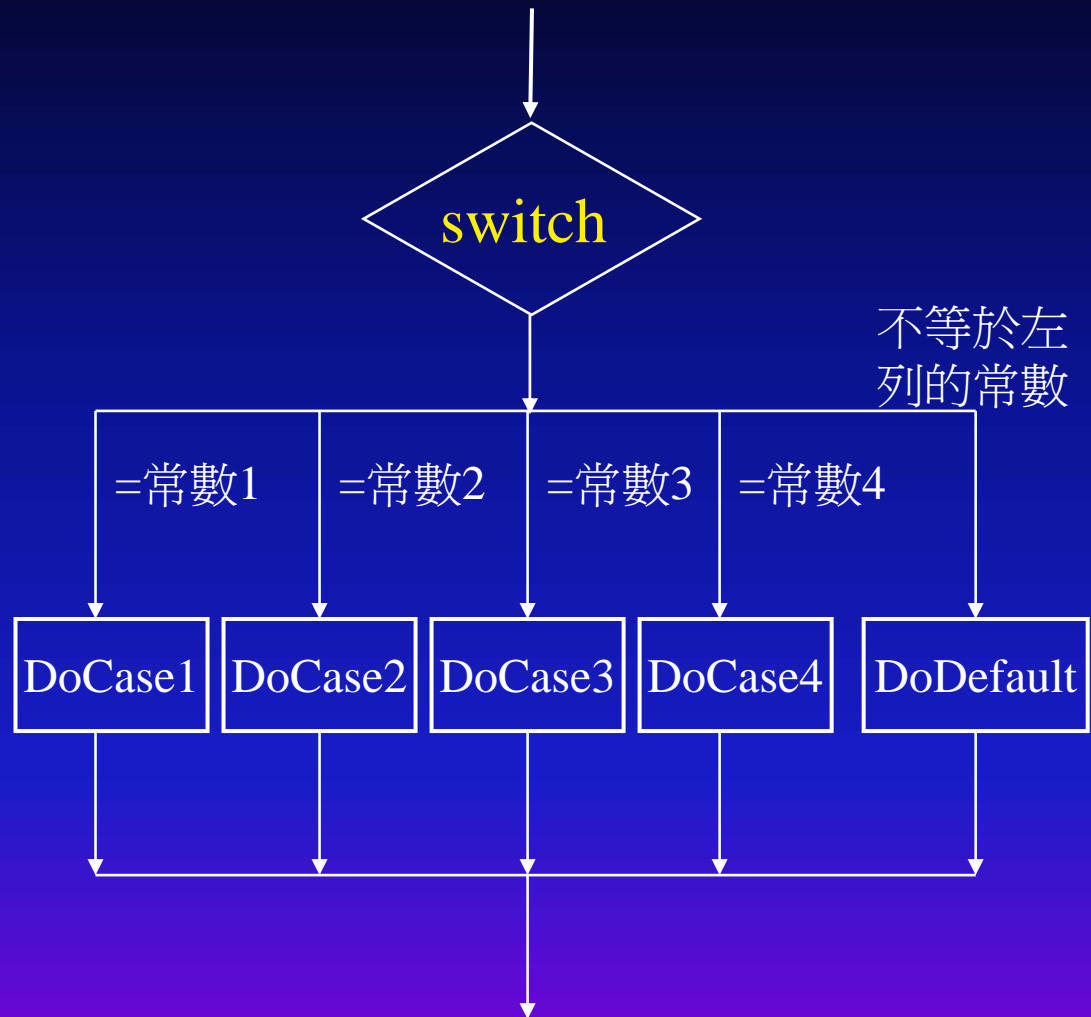 switch
不等於左
列的常數
=常數1
=常數2
=常數3
=常數4
DoCase1
DoCase2
DoCase3
DoCase4
DoDefault